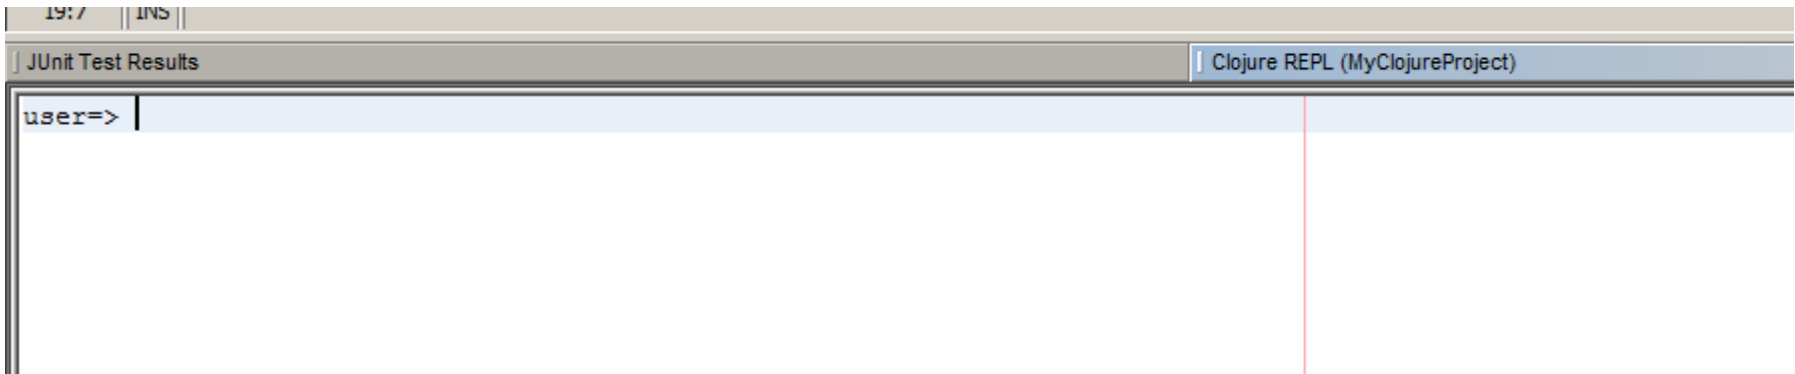 19:7 INS
JUnit Test Results Clojure REPL (MyClojureProject)
user=>